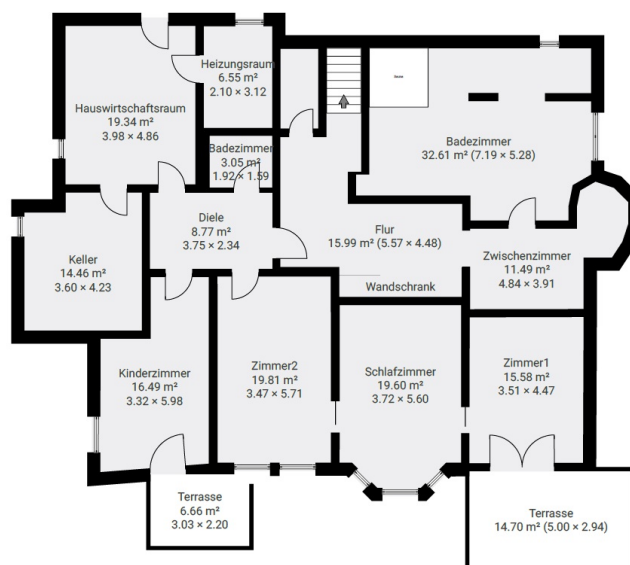 Heizungsraum
6.55 m²
2.10 × 3.12
Hauswirtschaftsraum
19.34 m²
3.98 × 4.86
Badezimmer
3.05 m²
1.92 × 1.59
Badezimmer
32.61 m² (7.19 × 5.28)
Diele
8.77 m²
3.75 × 2.34
Flur
15.99 m² (5.57 × 4.48)
Keller
14.46 m²
3.60 × 4.23
Zwischenzimmer
11.49 m²
4.84 × 3.91
Wandschrank
Kinderzimmer
16.49 m²
3.32 × 5.98
Zimmer2
19.81 m²
3.47 × 5.71
Schlafzimmer
19.60 m²
3.72 × 5.60
Zimmer1
15.58 m²
3.51 × 4.47
Terrasse
6.66 m²
3.03 × 2.20
Terrasse
14.70 m² (5.00 × 2.94)